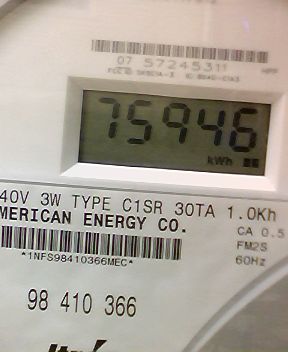 07 57245311
75946
kWh
40V 3W TYPE C1SR 30TA 1.0Kh
MERICAN ENERGY CO.
CA 0.5
FM2S
60Hz
*1NFS98410366MEC*
98 410 366